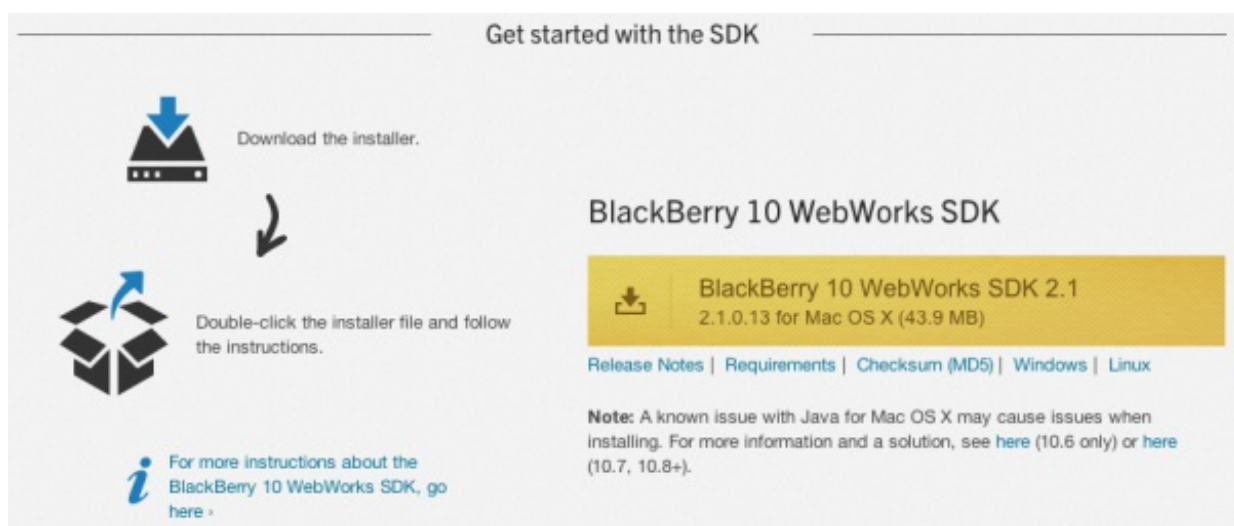 Get started with the SDK
Download the installer.
Double-click the installer file and follow
the instructions.
For more instructions about the
BlackBerry 10 WebWorks SDK, go
here ›
BlackBerry 10 WebWorks SDK
BlackBerry 10 WebWorks SDK 2.1
2.1.0.13 for Mac OS X (43.9 MB)
Release Notes | Requirements | Checksum (MD5) | Windows | Linux
Note: A known issue with Java for Mac OS X may cause issues when
installing. For more information and a solution, see here (10.6 only) or here
(10.7, 10.8+).